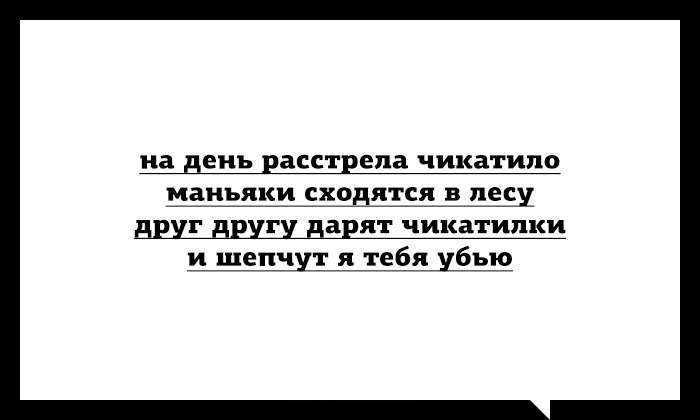 на день расстрела чикатило
маньяки сходятся в лесу
друг другу дарят чикатилки
и шепчут я тебя убью